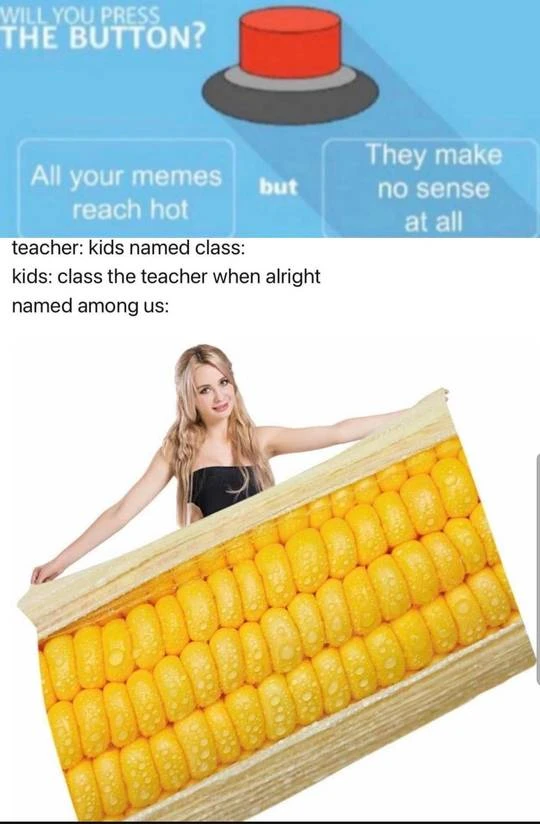 WILL YOU PRESS
THE BUTTON?
All your memes
reach hot
but
They make
no sense
at all
teacher: kids named class:
kids: class the teacher when alright
named among us: